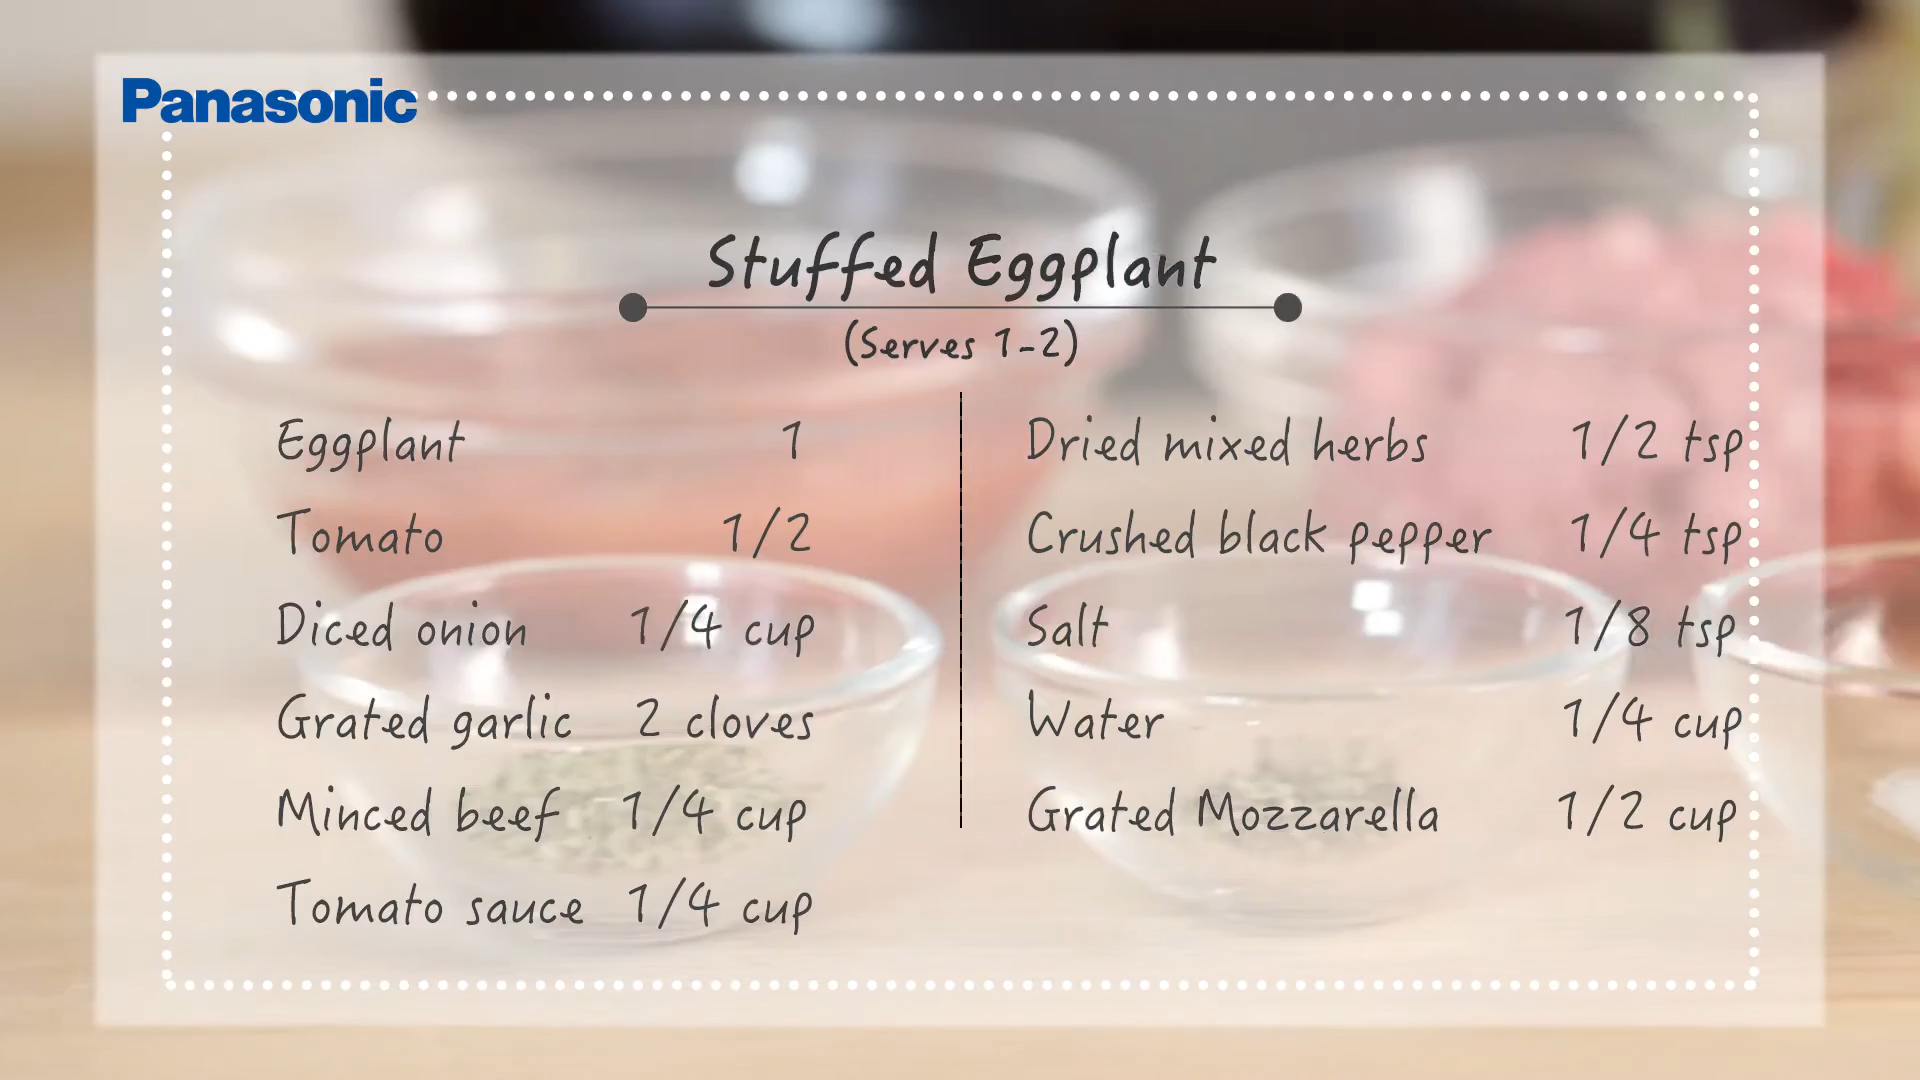 Panasonic
Stuffed Eggplant
(Serves 1-2)
Eggplant 1
Tomato 1/2
Diced onion 1/4 cup
Grated garlic 2 cloves
Minced beef 1/4 cup
Tomato sauce 1/4 cup
Dried mixed herbs 1/2 tsp
Crushed black pepper 1/4 tsp
Salt 1/8 tsp
Water 1/4 cup
Grated Mozzarella 1/2 cup